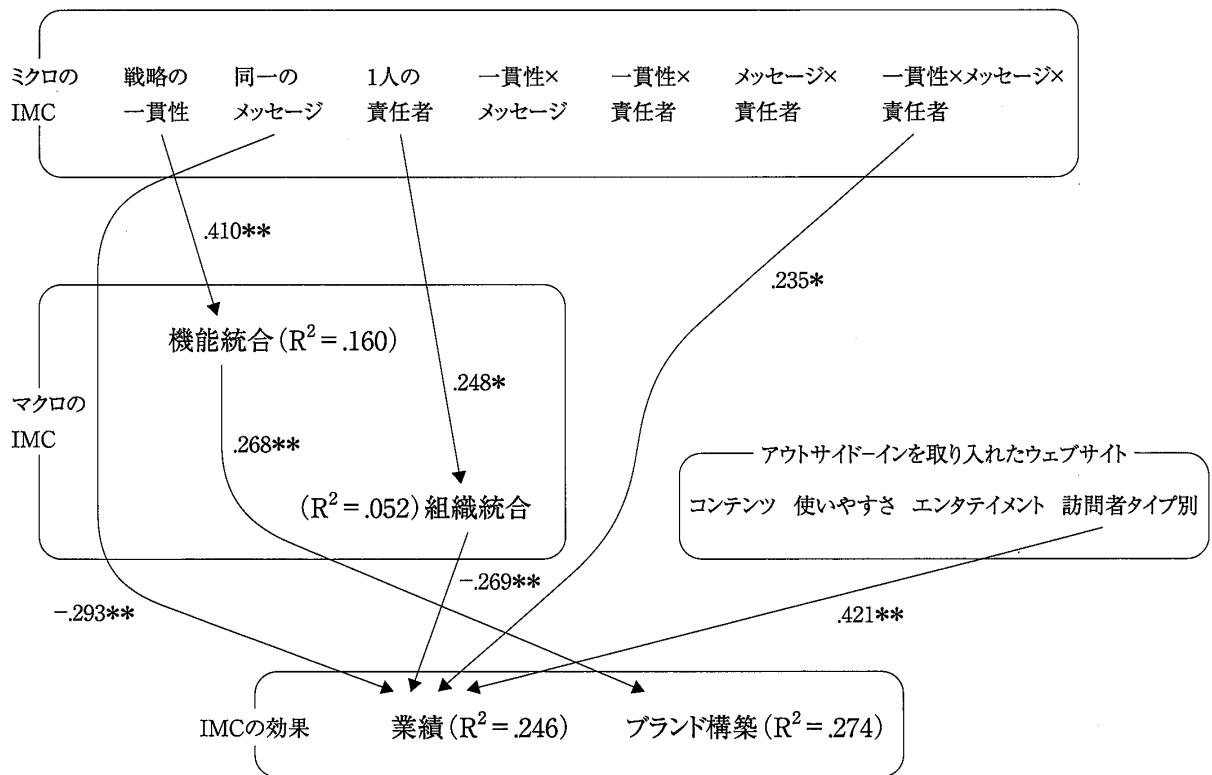 ミクロの 戦略の 同一の 1人の 一貫性× 一貫性× メッセージ× 一貫性×メッセージ×
IMC 一貫性 メッセージ 責任者 メッセージ 責任者 責任者 責任者
.410**
.235*
機能統合(R²=.160)
.248*
マクロの
IMC
.268**
アウトサイド−インを取り入れたウェブサイト
(R²=.052)組織統合
コンテンツ 使いやすさ エンタテイメント 訪問者タイプ別
−.269**
−.293**
.421**
IMCの効果 業績(R²=.246) ブランド構築(R²=.274)